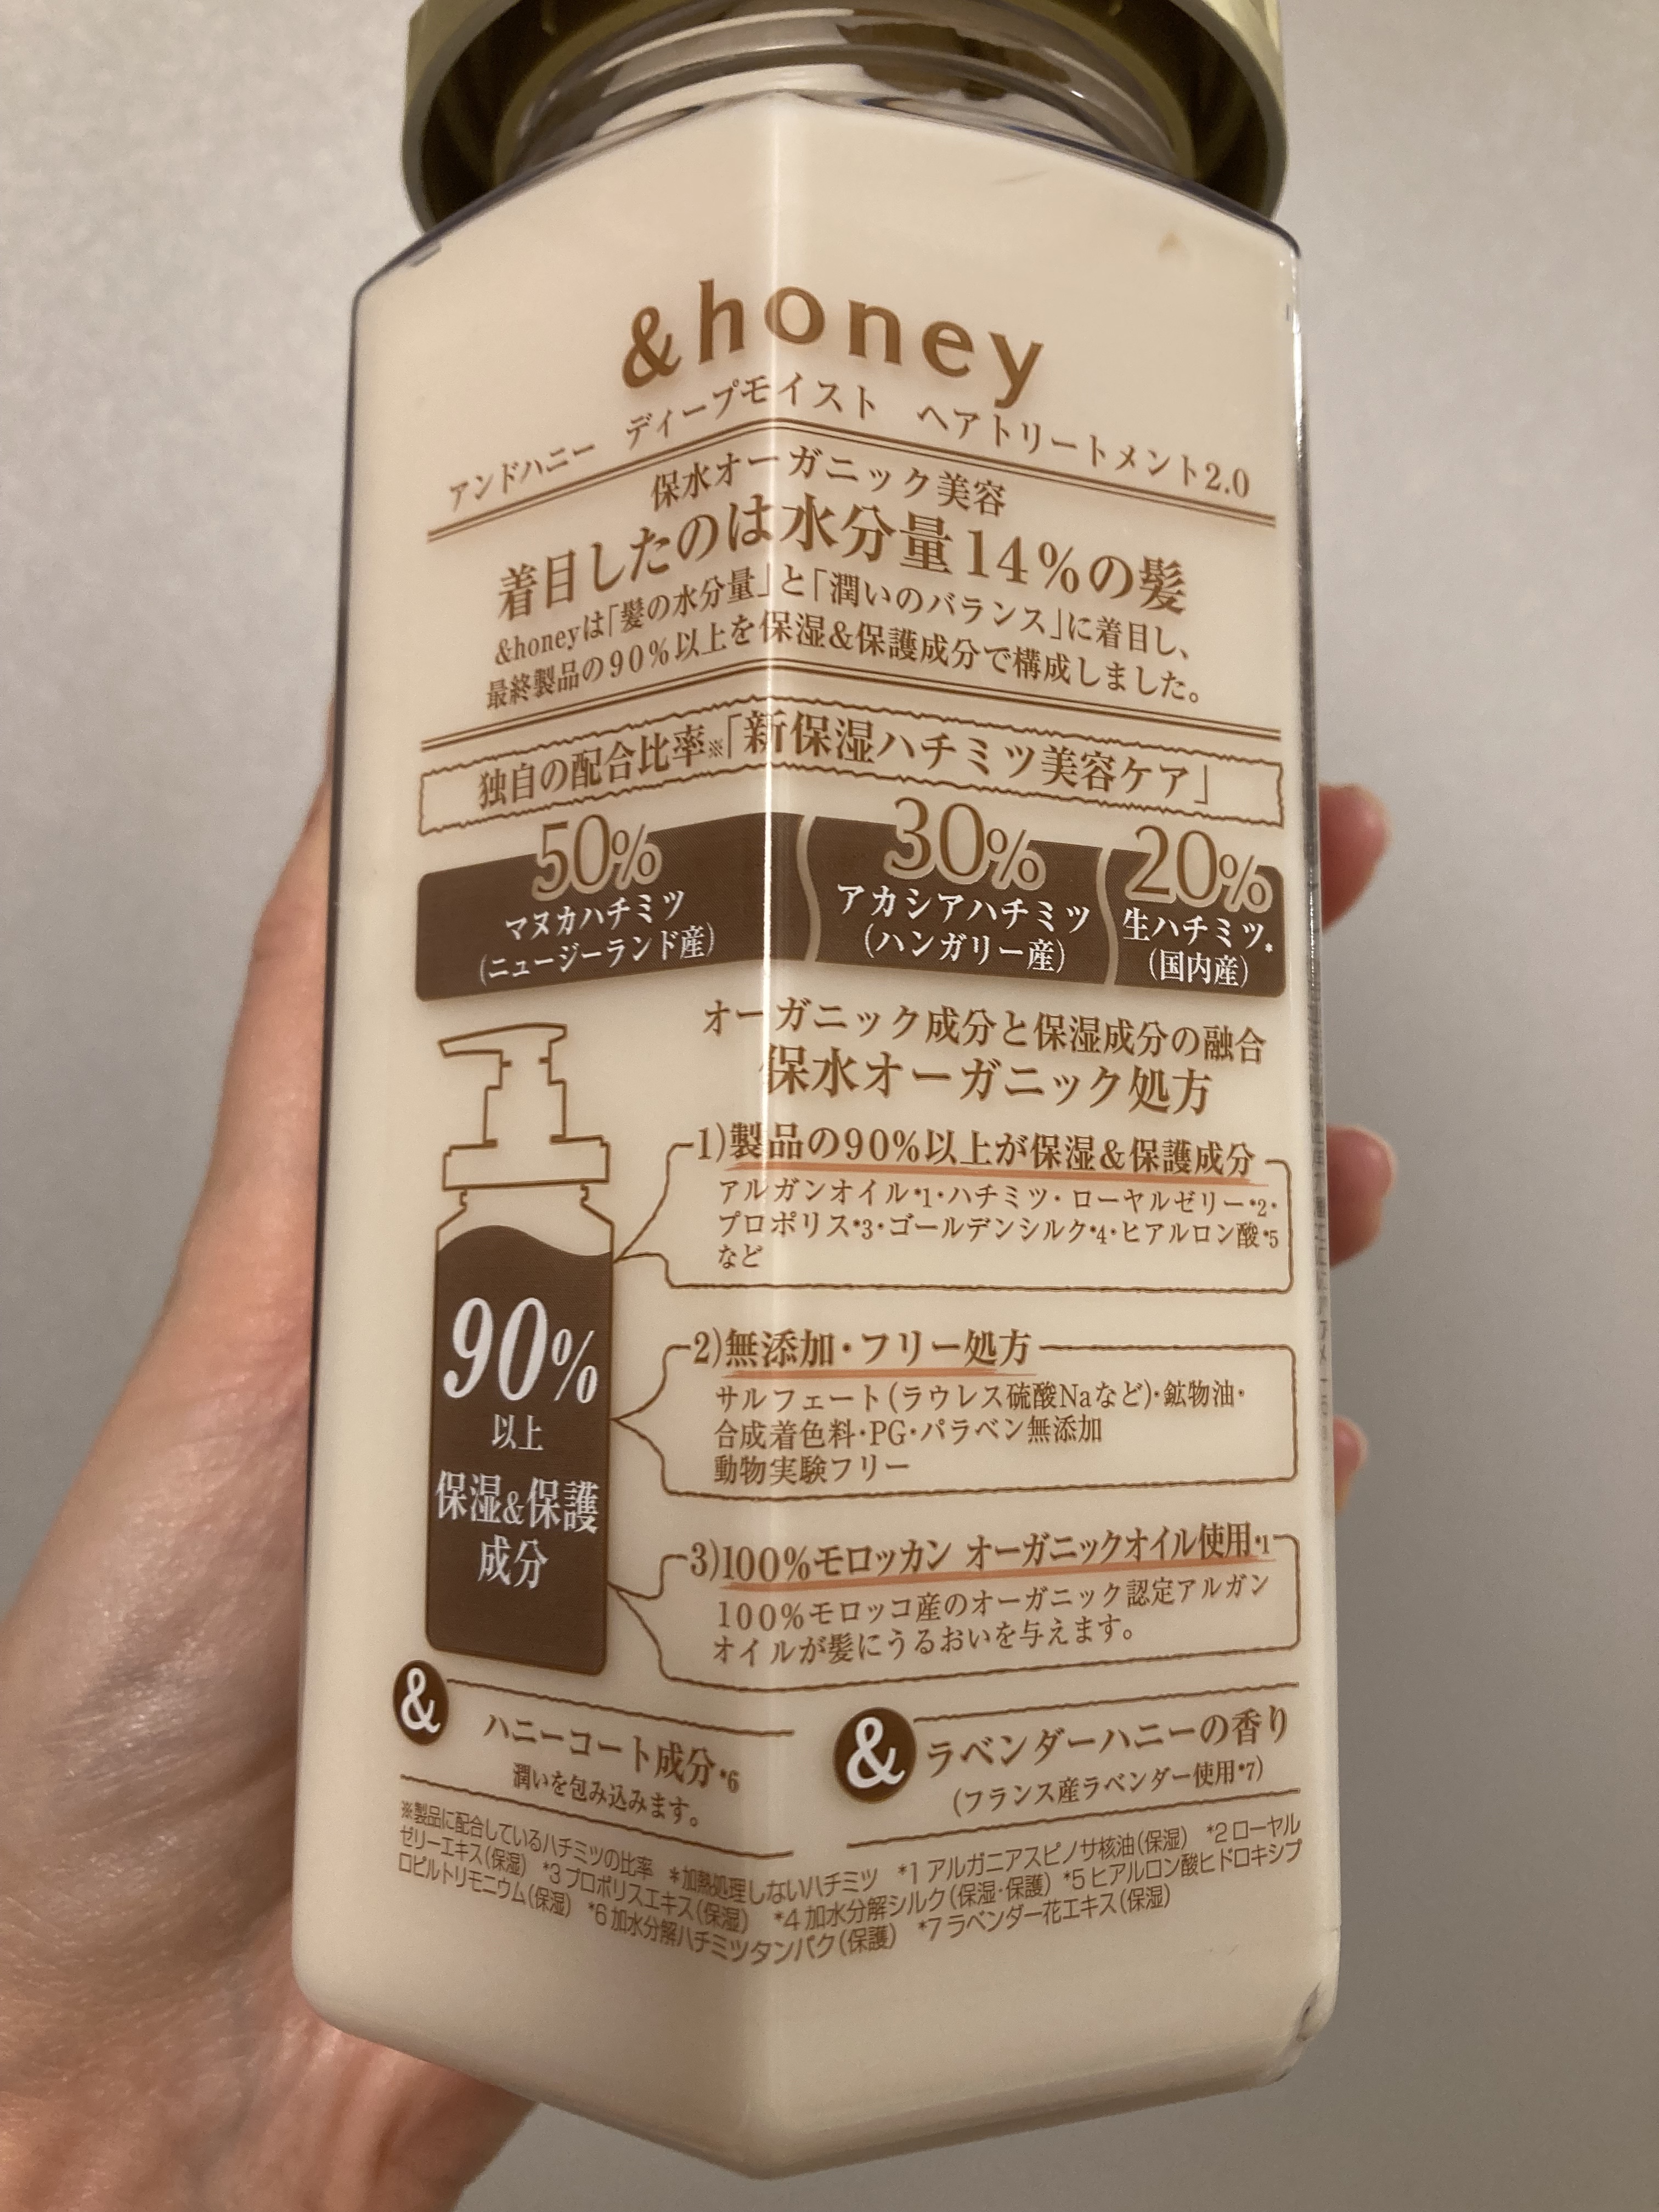 &honey
アンドハニー　ディープモイスト　ヘアトリートメント2.0
保水オーガニック美容
着目したのは水分量14%の髪
&honeyは「髪の水分量」と「潤いのバランス」に着目し、
最終製品の90%以上を保湿&保護成分で構成しました。
独自の配合比率※「新保湿ハチミツ美容ケア」
50%
マヌカハチミツ
(ニュージーランド産)
30%
アカシアハチミツ
(ハンガリー産)
20%
生ハチミツ*
(国内産)
オーガニック成分と保湿成分の融合
保水オーガニック処方
1)製品の90%以上が保湿&保護成分
アルガンオイル*1・ハチミツ・ローヤルゼリー*2・
プロポリス*3・ゴールデンシルク*4・ヒアルロン酸*5
など
2)無添加・フリー処方
サルフェート(ラウレス硫酸Naなど)・鉱物油・
合成着色料・PG・パラベン無添加
動物実験フリー
3)100%モロッカン オーガニックオイル使用*1
100%モロッコ産のオーガニック認定アルガン
オイルが髪にうるおいを与えます。
90%
以上
保湿&保護
成分
&
ハニーコート成分*6
潤いを包み込みます。
&
ラベンダーハニーの香り
(フランス産ラベンダー使用*7)
※製品に配合しているハチミツの比率　*加熱処理しないハチミツ　*1 アルガニアスピノサ核油(保湿)　*2 ローヤル
ゼリーエキス(保湿)　*3 プロポリスエキス(保湿)　*4 加水分解シルク(保湿・保護)　*5 ヒアルロン酸ヒドロキシプ
ロピルトリモニウム(保湿)　*6 加水分解ハチミツタンパク(保護)　*7 ラベンダー花エキス(保湿)